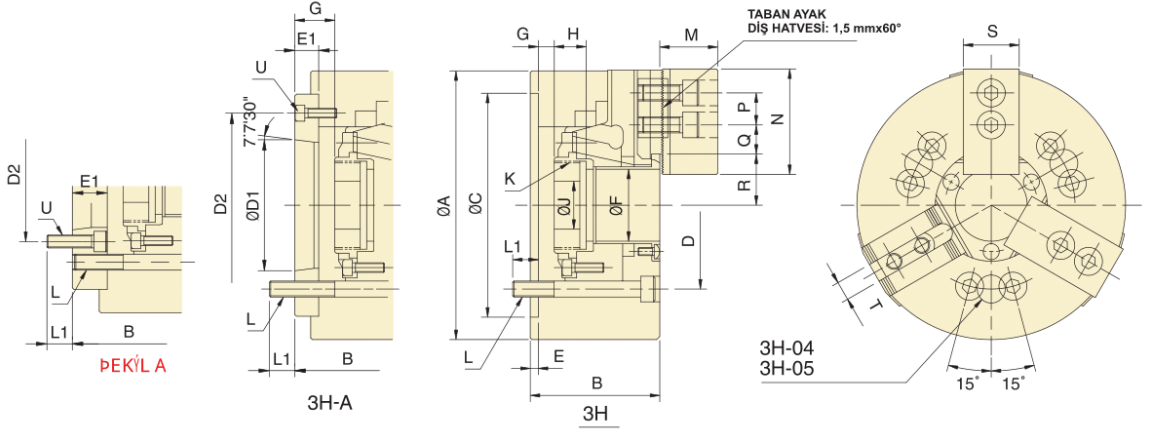 D2
E1
U
L
L1
B
ÞEKÝL A
G
E1
U
7°7'30"
D2
ØD1
L
L1
B
3H-A
G
H
TABAN AYAK
DİŞ HATVESİ: 1,5 mmx60°
M
ØA
ØC
K
ØJ
ØF
P
Q
R
N
D
L1
L
E
B
3H
S
T
3H-04
3H-05
15°
15°